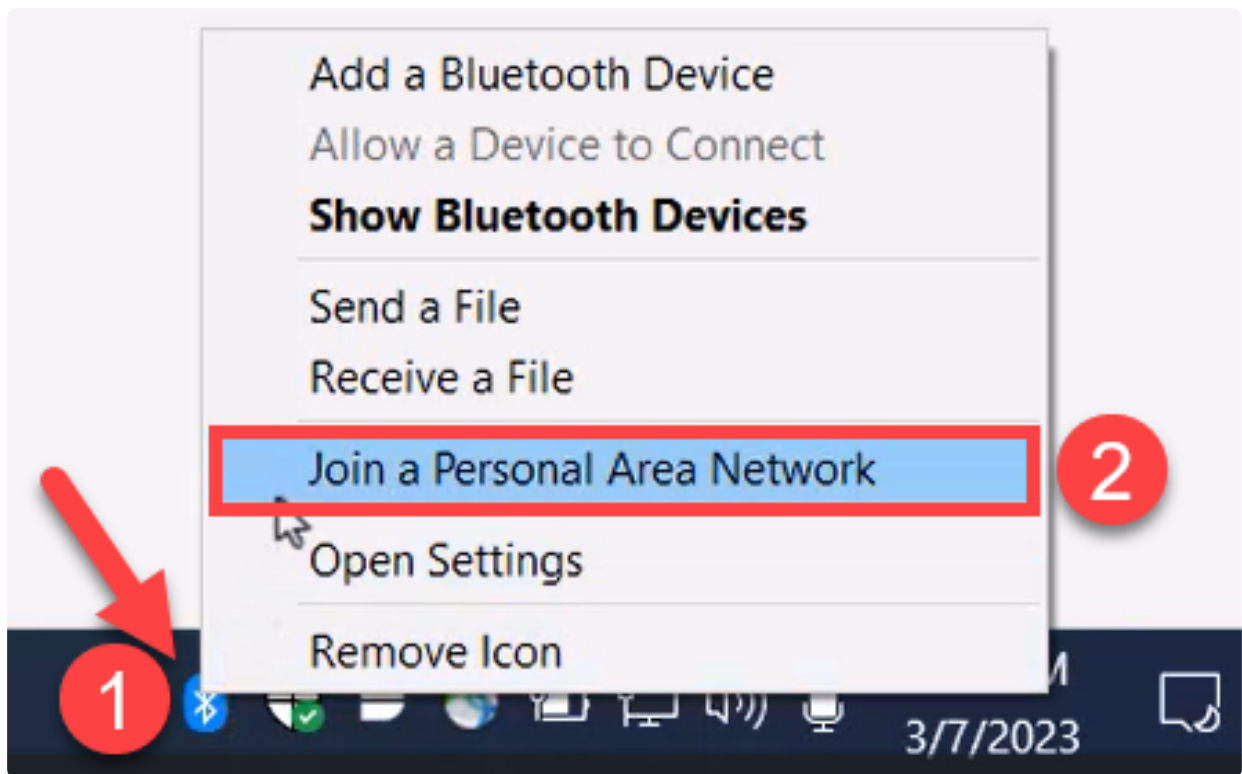 Add a Bluetooth Device
Allow a Device to Connect
Show Bluetooth Devices
Send a File
Receive a File
Join a Personal Area Network
2
Open Settings
Remove Icon
1
M
3/7/2023